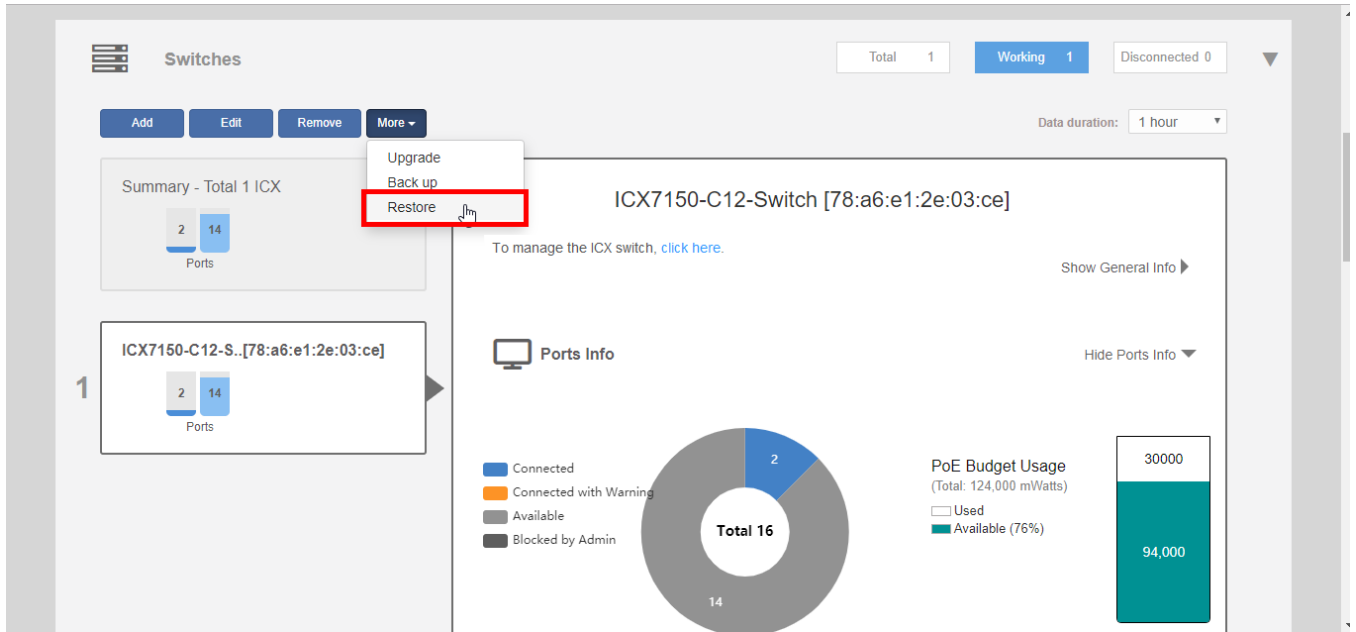 Switches
Total 1
Working 1
Disconnected 0
Add
Edit
Remove
More
Data duration:
1 hour
Upgrade
Back up
Restore
Summary - Total 1 ICX
2 14
Ports
ICX7150-C12-Switch [78:a6:e1:2e:03:ce]
To manage the ICX switch, click here.
Show General Info
1
ICX7150-C12-S..[78:a6:e1:2e:03:ce]
2 14
Ports
Ports Info
Hide Ports Info
Connected
Connected with Warning
Available
Blocked by Admin
2
Total 16
14
PoE Budget Usage
(Total: 124,000 mWatts)
Used
Available (76%)
30000
94,000